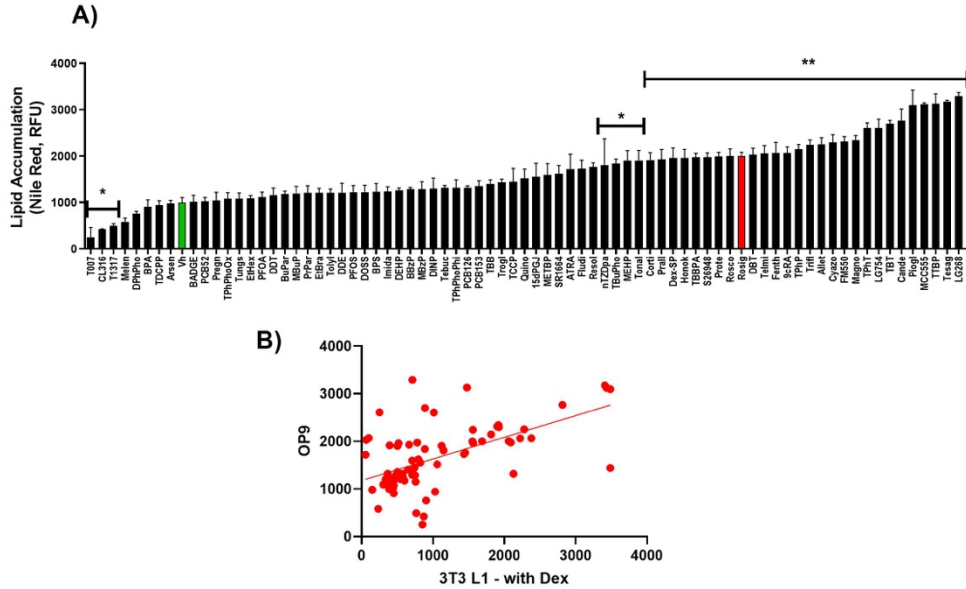 A)
Lipid Accumulation
(Nile Red, RFU)
4000
3000
2000
1000
0
*
*
**
T007
CL316
T1317
Melen
DPhPho
BPA
TDCPP
Arsen
Vh
BADGE
PCB52
Pregn
TPhPhoOx
Tungs
EtHex
PFOA
DDT
BuPar
MBuP
PrPar
EtBra
Tolyl
DDE
PFOS
DOSS
BPS
Imida
DEHP
BBzP
MBzP
DINP
Tebuc
TPhPhoPhi
PCB126
PCB153
TBB
Trogl
TCCP
Quino
15dPGJ
METBP
SR1664
ATRA
Fludi
Resol
nTZDpa
TBuPho
MEHP
Tonal
Corti
Prall
Dex-SP
Honok
TBBPA
S26948
Prote
Rosco
Rosig
DBT
Telmi
Fenth
9cRA
TPhP
Trifl
Allet
Cyazo
FM550
Magno
TPhT
LG754
TBT
Cande
Piogl
MCC555
TTBP
Tesag
LG268
B)
OP9
4000
3000
2000
1000
0
0 1000 2000 3000 4000
3T3 L1 - with Dex